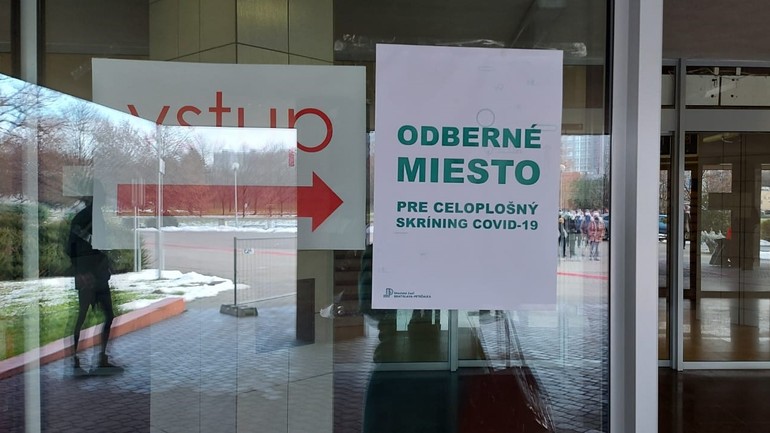 vstup
ODBERNÉ
MIESTO
PRE CELOPLOŠNÝ
SKRÍNING COVID-19